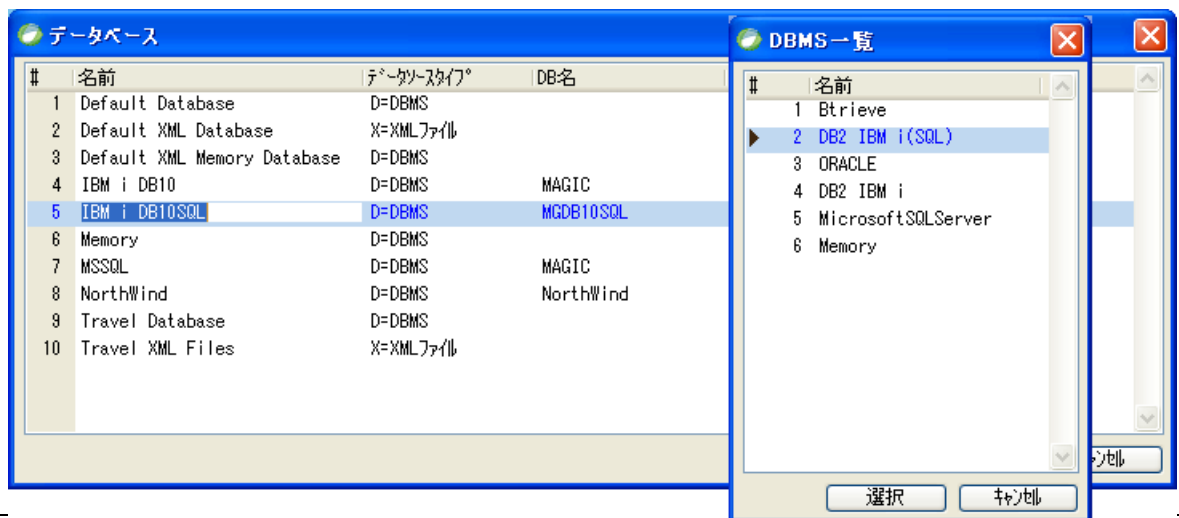 データベース
# 名前 データソースタイプ DB名
1 Default Database D=DBMS
2 Default XML Database X=XMLファイル
3 Default XML Memory Database D=DBMS
4 IBM i DB10 D=DBMS MAGIC
5 IBM i DB10SQL D=DBMS MGDB10SQL
6 Memory D=DBMS
7 MSSQL D=DBMS MAGIC
8 NorthWind D=DBMS NorthWind
9 Travel Database D=DBMS
10 Travel XML Files X=XMLファイル
ンセル
DBMS一覧
# 名前
1 Btrieve
2 DB2 IBM i(SQL)
3 ORACLE
4 DB2 IBM i
5 MicrosoftSQLServer
6 Memory
選択 キャンセル